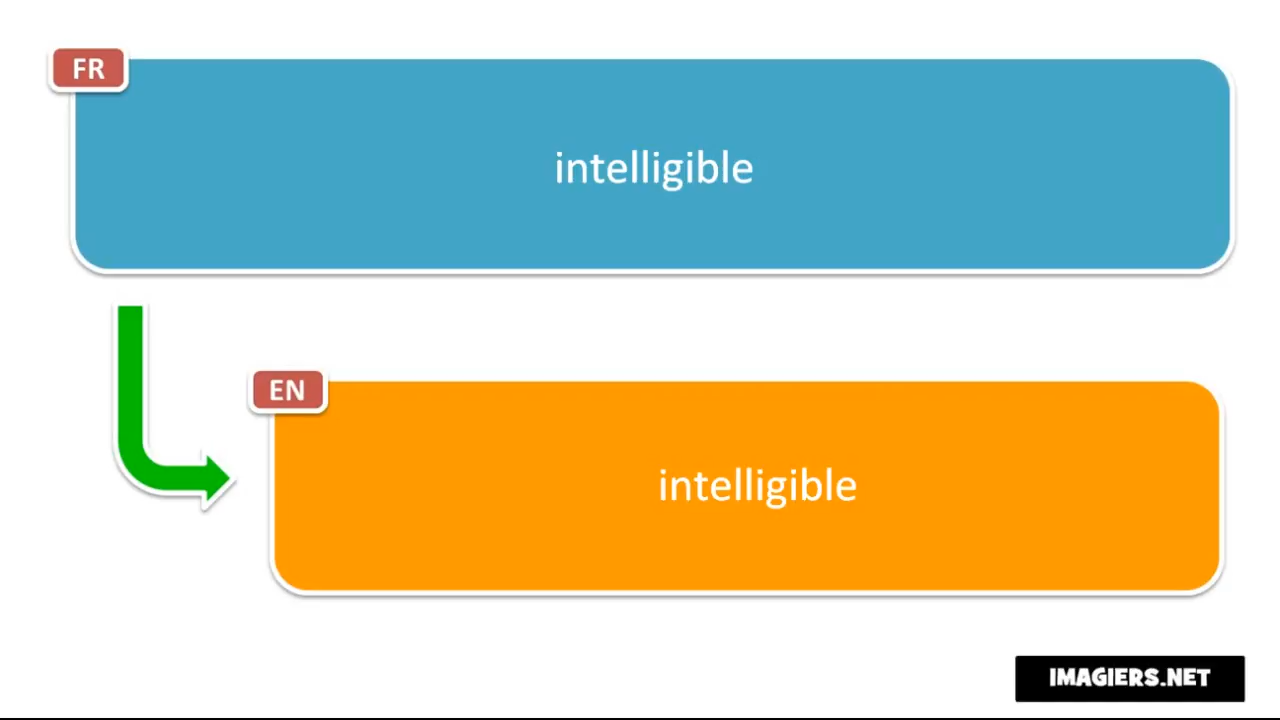 FR
intelligible
EN
intelligible
IMAGIERS.NET